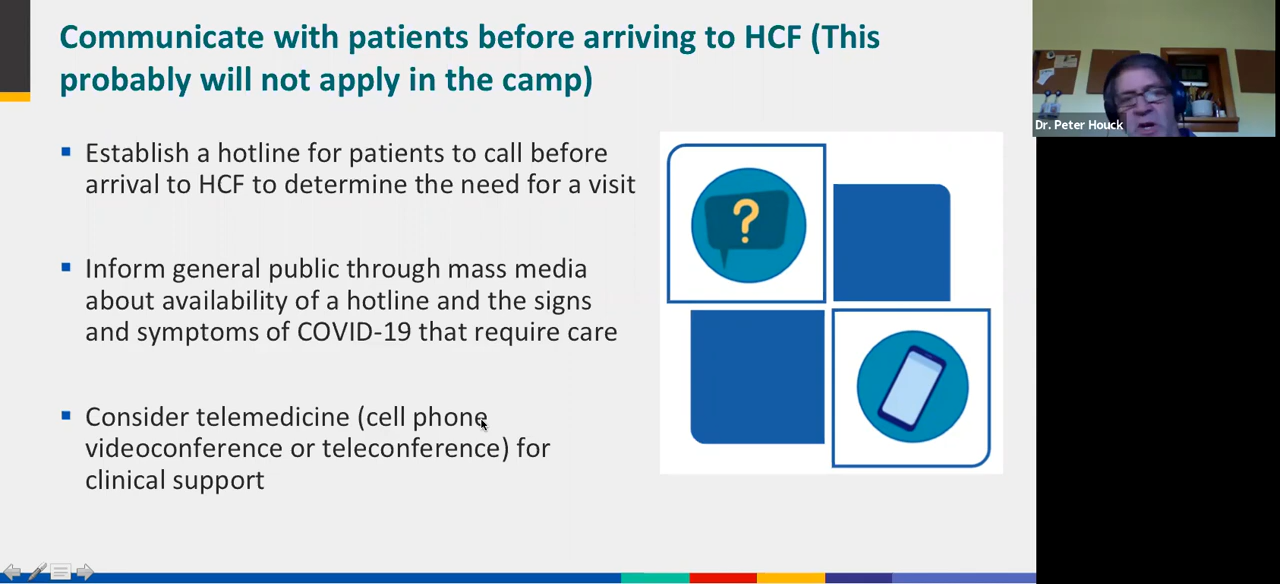 Communicate with patients before arriving to HCF (This
probably will not apply in the camp)
Establish a hotline for patients to call before
arrival to HCF to determine the need for a visit
Inform general public through mass media
about availability of a hotline and the signs
and symptoms of COVID-19 that require care
Consider telemedicine (cell phone
videoconference or teleconference) for
clinical support
?
Dr. Peter Houck